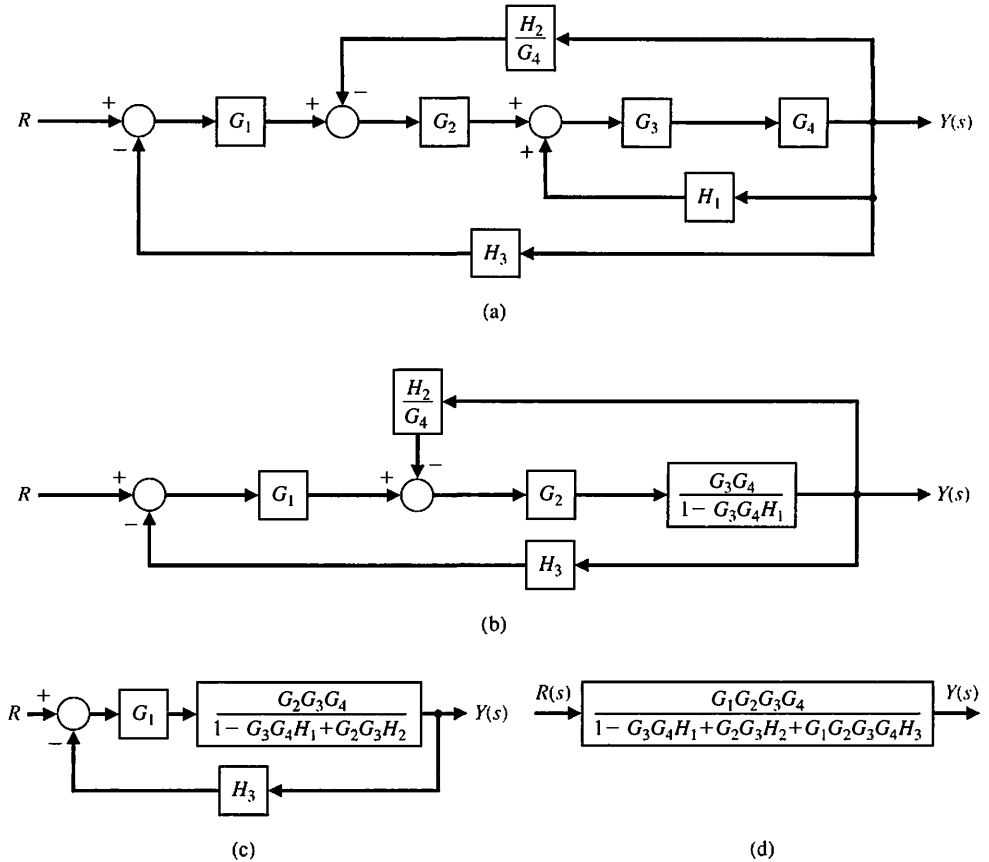 H₂
G₄
R + − G₁ + − G₂ + + G₃ G₄ Y(s)
H₁
H₃
(a)
H₂
G₄
R + − G₁ + − G₂ G₃G₄ Y(s)
1 − G₃G₄H₁
H₃
(b)
R + − G₁ G₂G₃G₄ Y(s)
1 − G₃G₄H₁+G₂G₃H₂
H₃
(c)
R(s) G₁G₂G₃G₄ Y(s)
1 − G₃G₄H₁+G₂G₃H₂+G₁G₂G₃G₄H₃
(d)